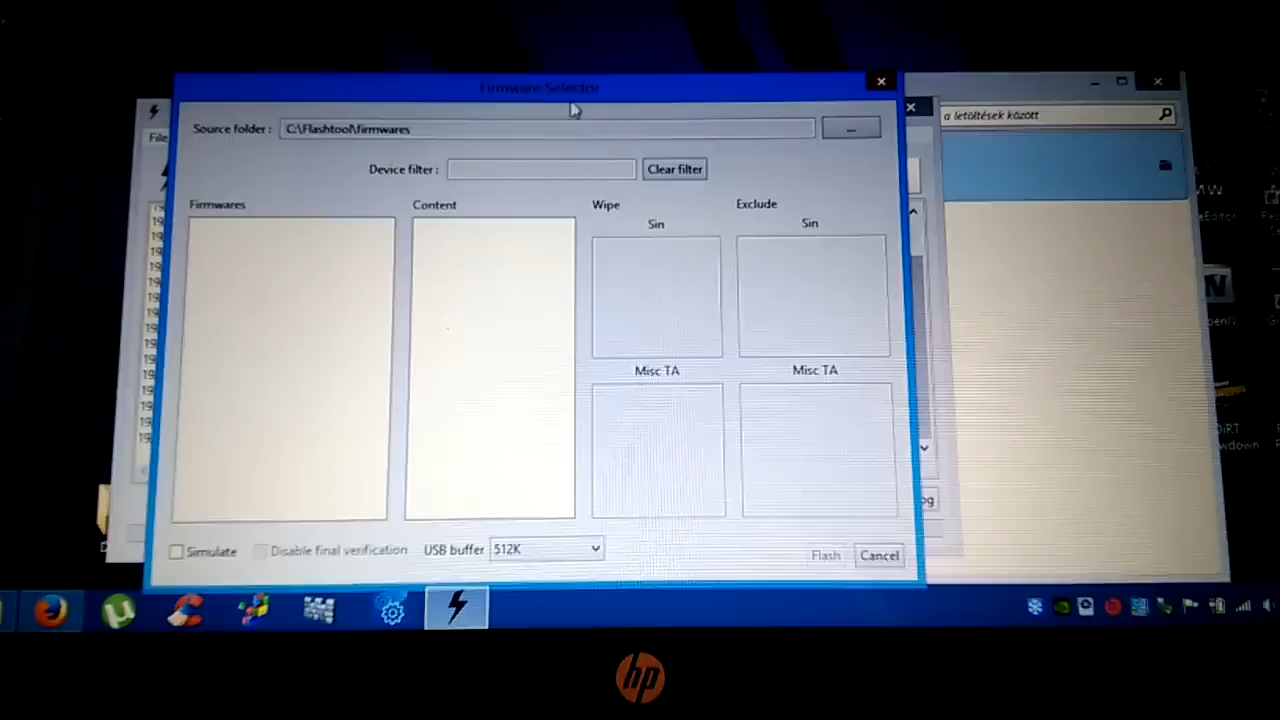 Firmware Selector
File
Source folder : C:\Flashtool\firmwares ...
a letöltések között
Device filter : Clear filter
Firmwares Content Wipe Exclude
Sin Sin
Misc TA Misc TA
Simulate Disable final verification USB buffer 512K Flash Cancel
hp